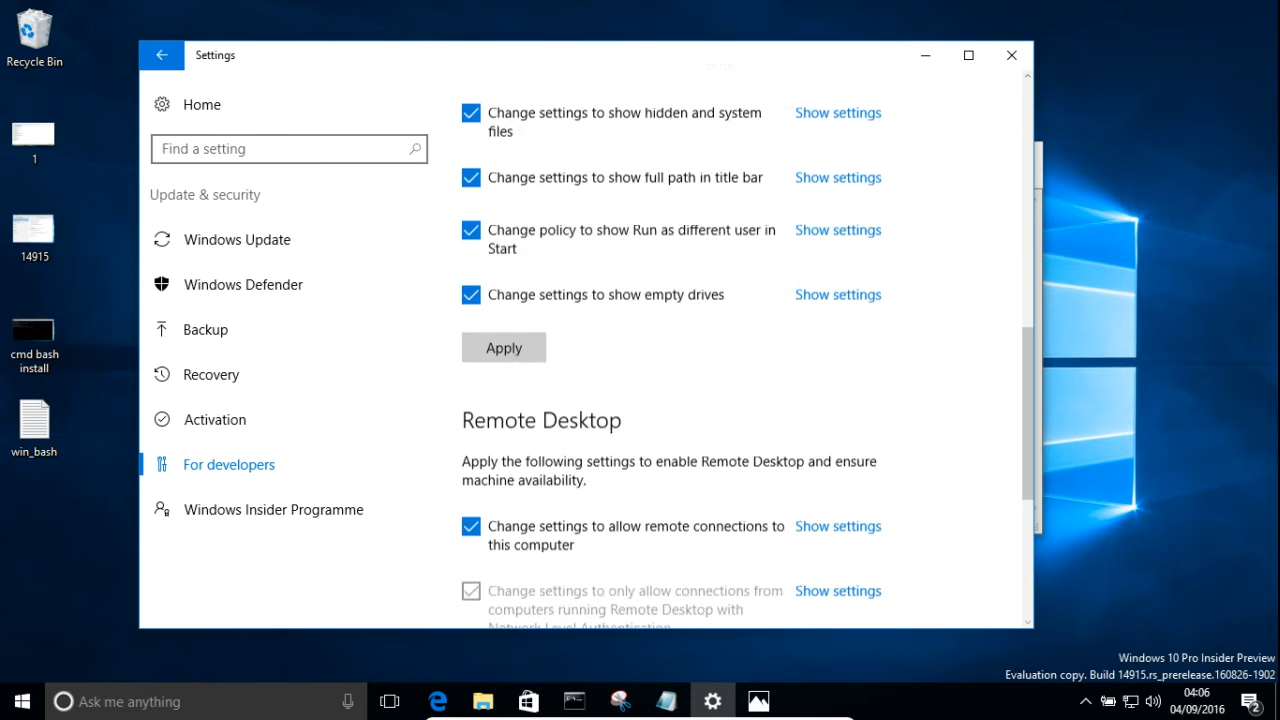 Recycle Bin
1
14915
cmd bash
install
win_bash
Settings
Home
Find a setting
Update & security
Windows Update
Windows Defender
Backup
Recovery
Activation
For developers
Windows Insider Programme
Change settings to show hidden and system
files
Show settings
Change settings to show full path in title bar
Show settings
Change policy to show Run as different user in
Start
Show settings
Change settings to show empty drives
Show settings
Apply
Remote Desktop
Apply the following settings to enable Remote Desktop and ensure
machine availability.
Change settings to allow remote connections to
this computer
Show settings
Change settings to only allow connections from
computers running Remote Desktop with
Network Level Authentication
Show settings
Windows 10 Pro Insider Preview
Evaluation copy. Build 14915.rs_prerelease.160826-1902
Ask me anything
04:06
04/09/2016
2